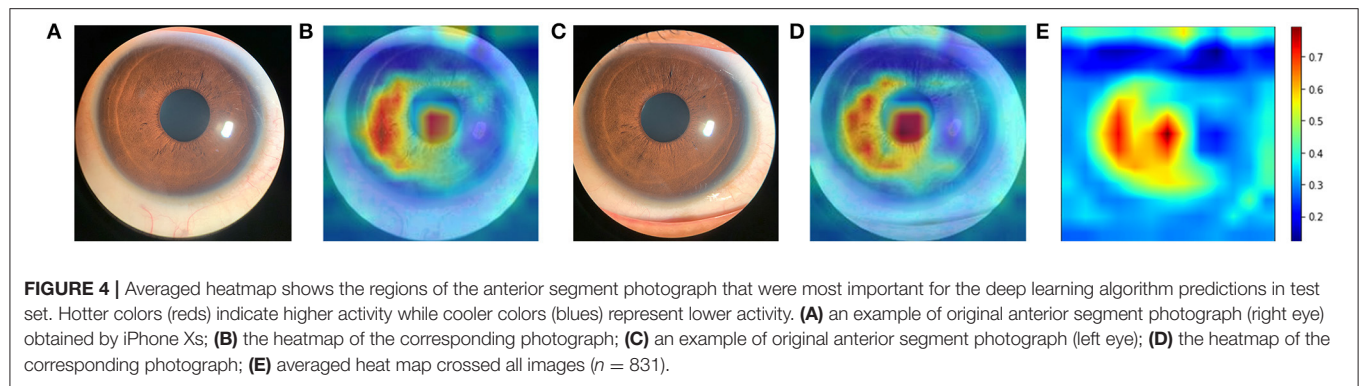 A B C D E
0.7
0.6
0.5
0.4
0.3
0.2
FIGURE 4 | Averaged heatmap shows the regions of the anterior segment photograph that were most important for the deep learning algorithm predictions in test
set. Hotter colors (reds) indicate higher activity while cooler colors (blues) represent lower activity. (A) an example of original anterior segment photograph (right eye)
obtained by iPhone Xs; (B) the heatmap of the corresponding photograph; (C) an example of original anterior segment photograph (left eye); (D) the heatmap of the
corresponding photograph; (E) averaged heat map crossed all images (n = 831).